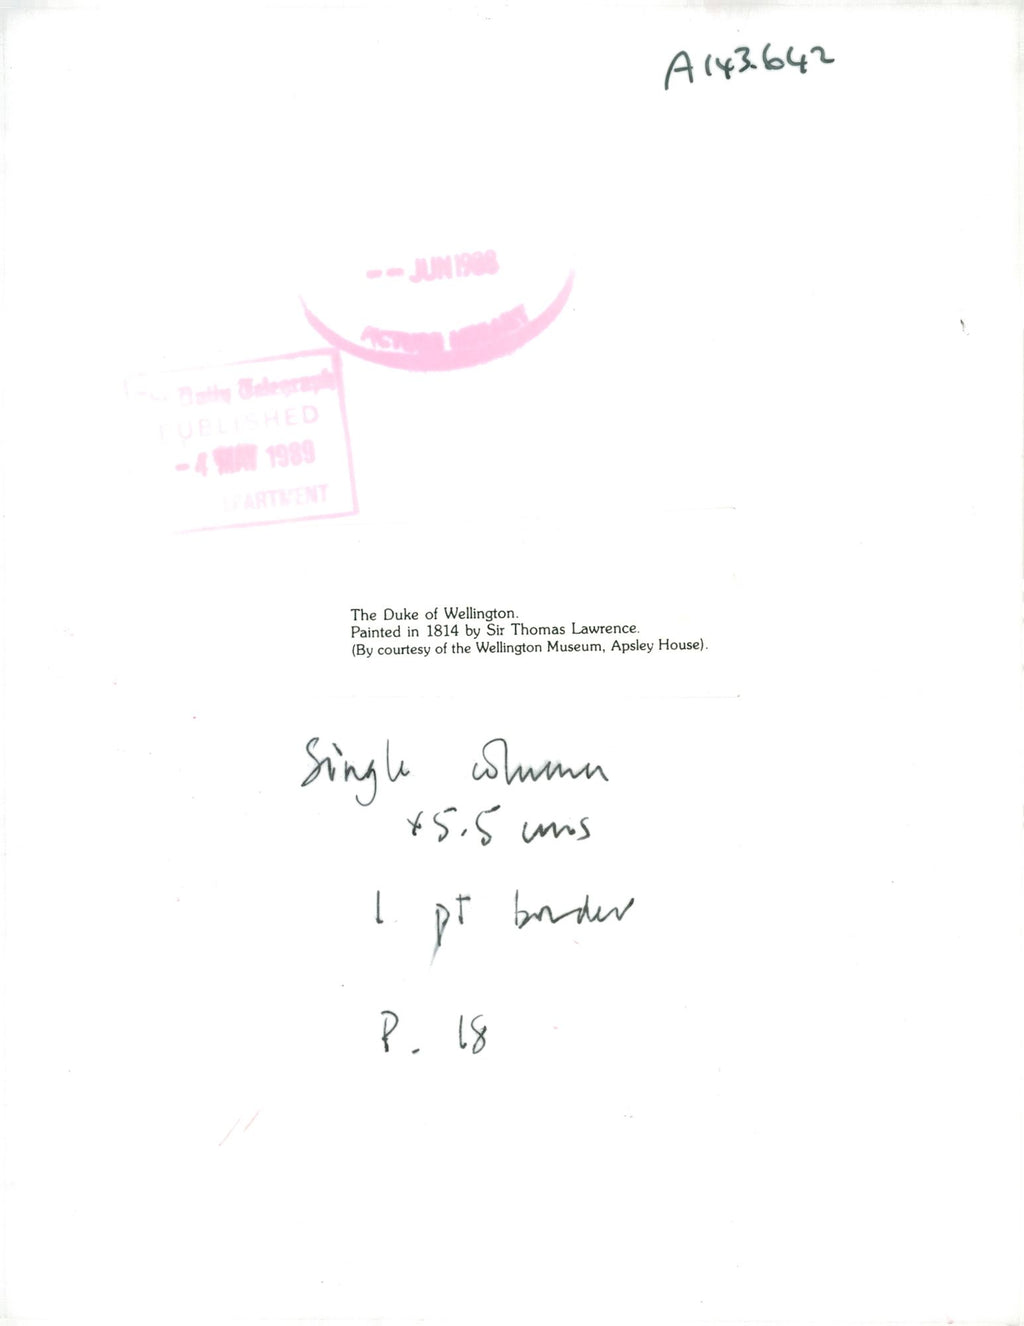 A143.642
-- JUN 1988
PICTURE LIBRARY
Daily Telegraph
PUBLISHED
-4 MAY 1989
The Duke of Wellington.
Painted in 1814 by Sir Thomas Lawrence.
(By courtesy of the Wellington Museum, Apsley House).
Single column
x 5.5 cms
1 pt border
P. 18